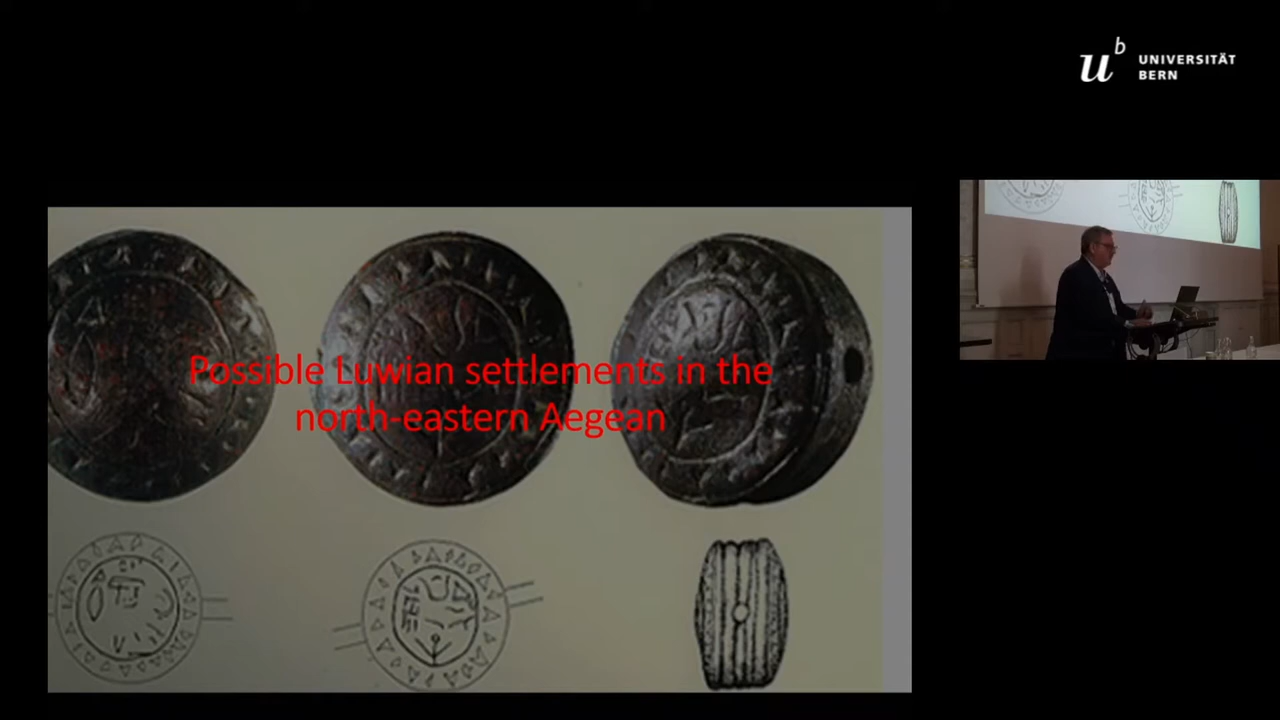 u
b
UNIVERSITÄT
BERN
Possible Luwian settlements in the
north-eastern Aegean